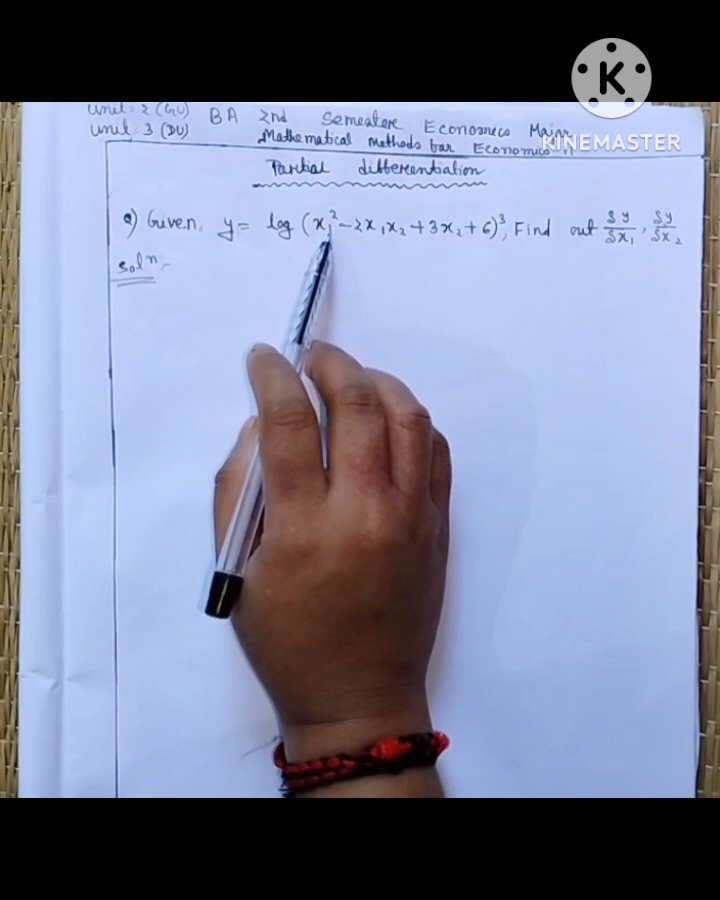 K
KINEMASTER
Unit: 2 (GU) BA 2nd Semester Economics Major
Unit: 3 (DU) Mathematical Methods for Economics II
Partial differentiation
Q) Given, y = log (x₁² - 2x₁x₂ + 3x₂ + 6)³, Find out δy/δx₁, δy/δx₂
Solⁿ:-